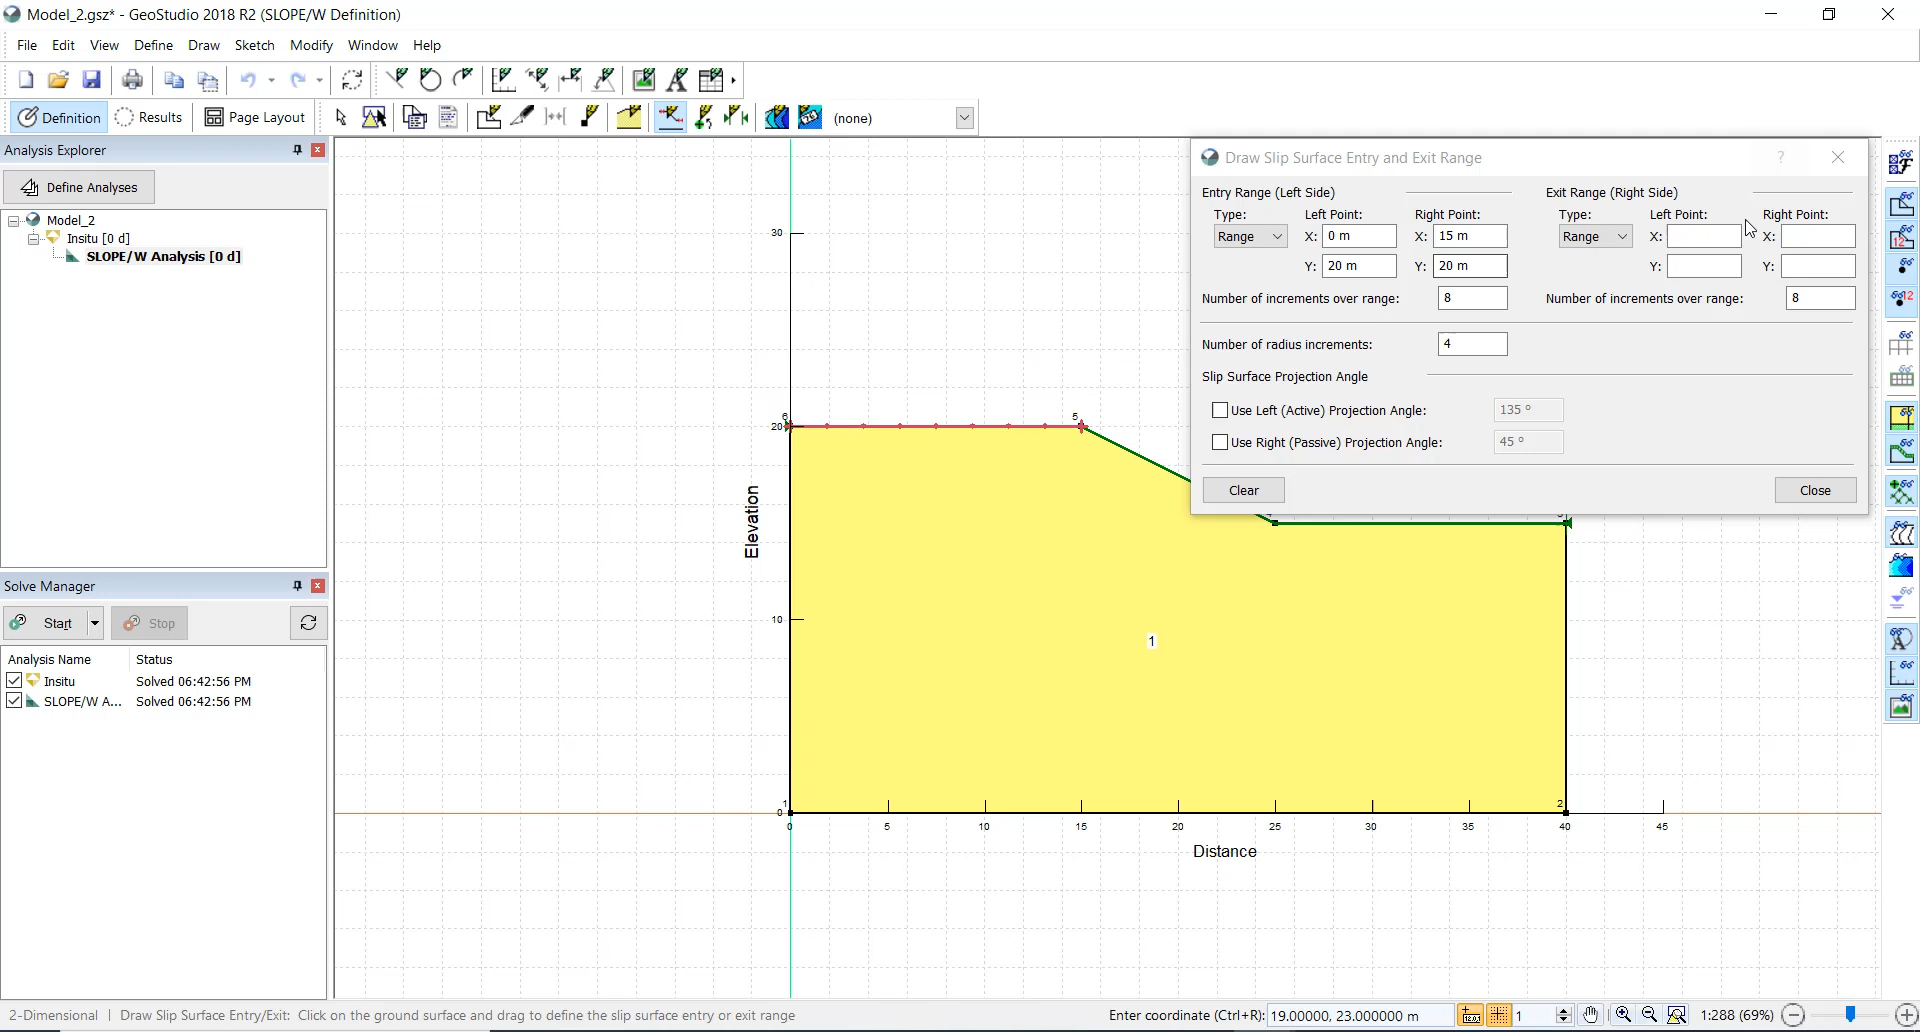 Model_2.gsz* - GeoStudio 2018 R2 (SLOPE/W Definition)
File Edit View Define Draw Sketch Modify Window Help
Definition Results Page Layout (none)
Analysis Explorer
Define Analyses
Model_2
Insitu [0 d]
SLOPE/W Analysis [0 d]
Solve Manager
Start Stop
Analysis Name Status
Insitu Solved 06:42:56 PM
SLOPE/W A... Solved 06:42:56 PM
Draw Slip Surface Entry and Exit Range ?
Entry Range (Left Side) Exit Range (Right Side)
Type: Left Point: Right Point: Type: Left Point: Right Point:
Range X: 0 m X: 15 m Range X: X:
Y: 20 m Y: 20 m Y: Y:
Number of increments over range: 8 Number of increments over range: 8
Number of radius increments: 4
Slip Surface Projection Angle
Use Left (Active) Projection Angle: 135 °
Use Right (Passive) Projection Angle: 45 °
Clear Close
30
20
10
0
6
5
1
1
2
0 5 10 15 20 25 30 35 40 45
Elevation
Distance
2-Dimensional Draw Slip Surface Entry/Exit: Click on the ground surface and drag to define the slip surface entry or exit range Enter coordinate (Ctrl+R): 19.00000, 23.000000 m 1 1:288 (69%)